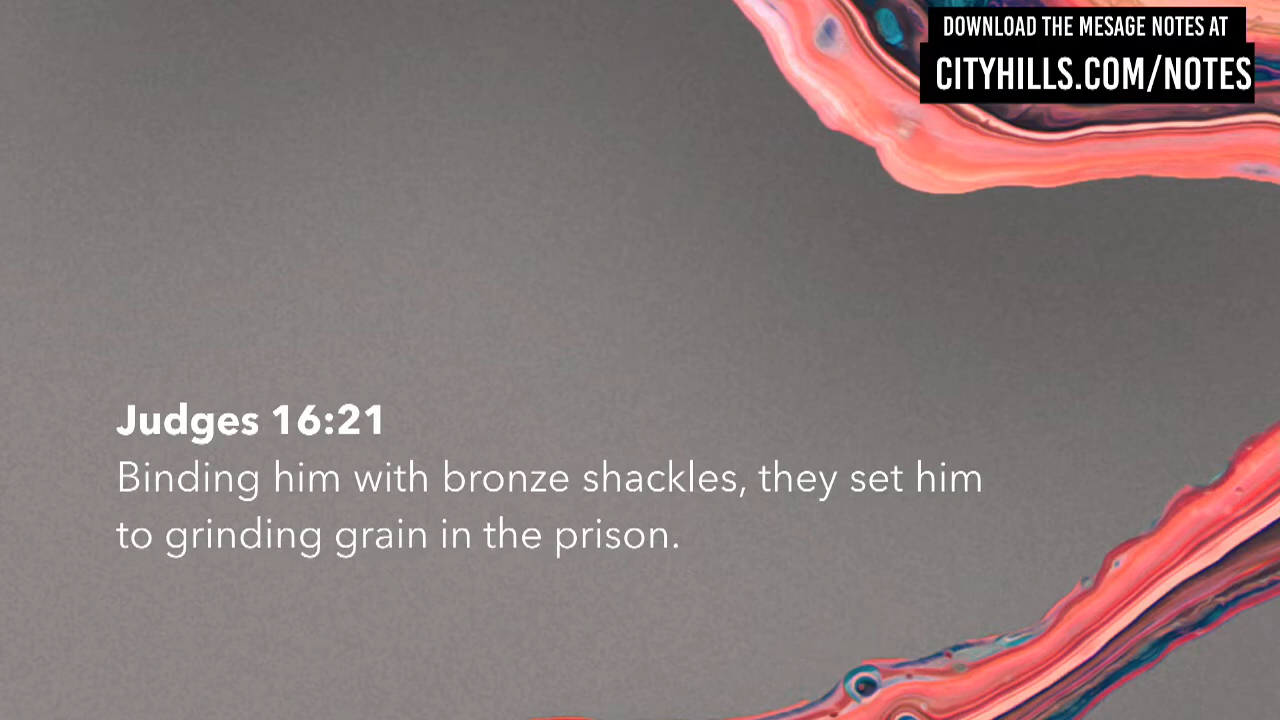 DOWNLOAD THE MESAGE NOTES AT
CITYHILLS.COM/NOTES
Judges 16:21
Binding him with bronze shackles, they set him
to grinding grain in the prison.